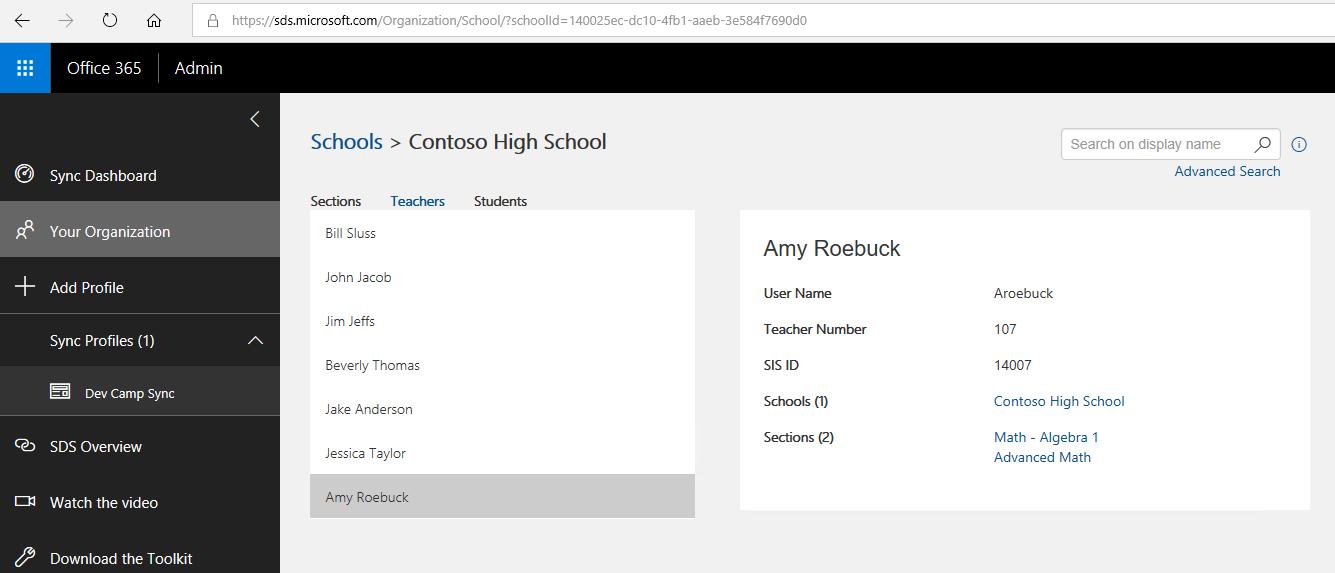 https://sds.microsoft.com/Organization/School/?schoolId=140025ec-dc10-4fb1-aaeb-3e584f7690d0
Office 365 Admin
Schools > Contoso High School
Search on display name
Advanced Search
Sync Dashboard
Your Organization
Add Profile
Sync Profiles (1)
Dev Camp Sync
SDS Overview
Watch the video
Download the Toolkit
Sections Teachers Students
Bill Sluss
John Jacob
Jim Jeffs
Beverly Thomas
Jake Anderson
Jessica Taylor
Amy Roebuck
Amy Roebuck
User Name Aroebuck
Teacher Number 107
SIS ID 14007
Schools (1) Contoso High School
Sections (2) Math - Algebra 1
Advanced Math